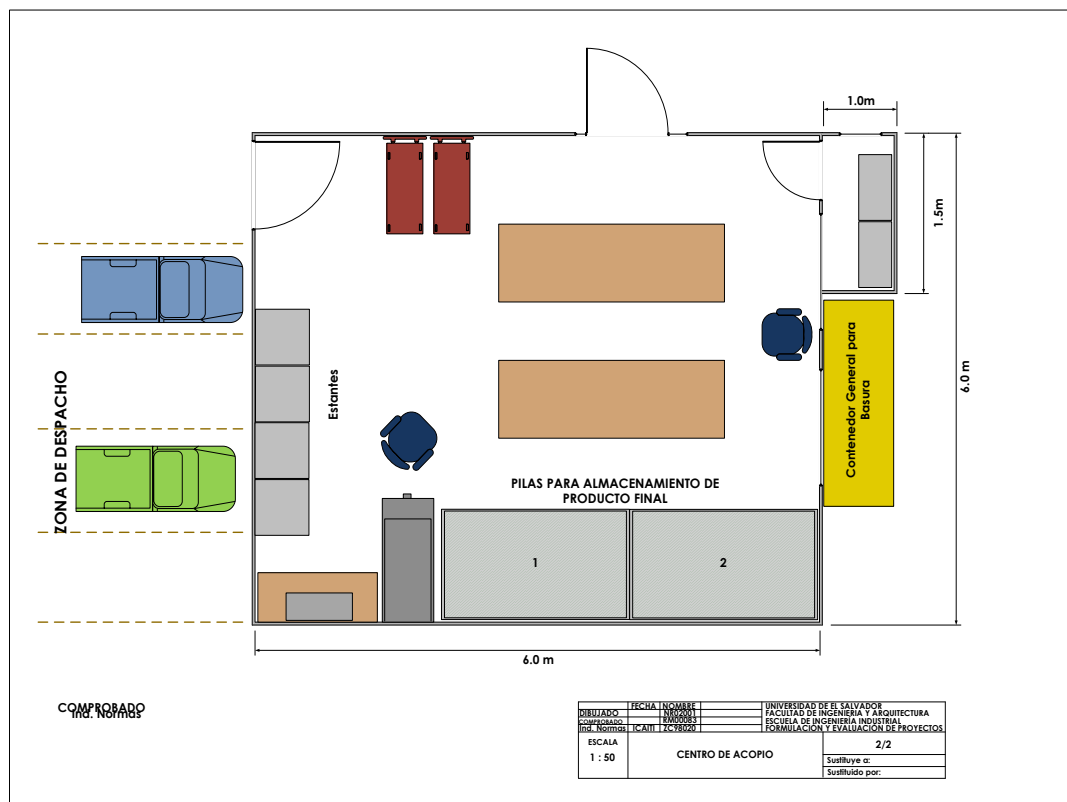 1.0m
1.5m
6.0 m
ZONA DE DESPACHO
Estantes
Contenedor General para
Basura
PILAS PARA ALMACENAMIENTO DE
PRODUCTO FINAL
1
2
6.0 m
COMPROBADO
Ind. Normas
FECHA NOMBRE
DIBUJADO NR02001
COMPROBADO RM00083
Ind. Normas ICAITI ZC98020
UNIVERSIDAD DE EL SALVADOR
FACULTAD DE INGENIERIA Y ARQUITECTURA
ESCUELA DE INGENIERIA INDUSTRIAL
FORMULACIÓN Y EVALUACIÓN DE PROYECTOS
ESCALA
1 : 50
CENTRO DE ACOPIO
2/2
Sustituye a:
Sustituido por: